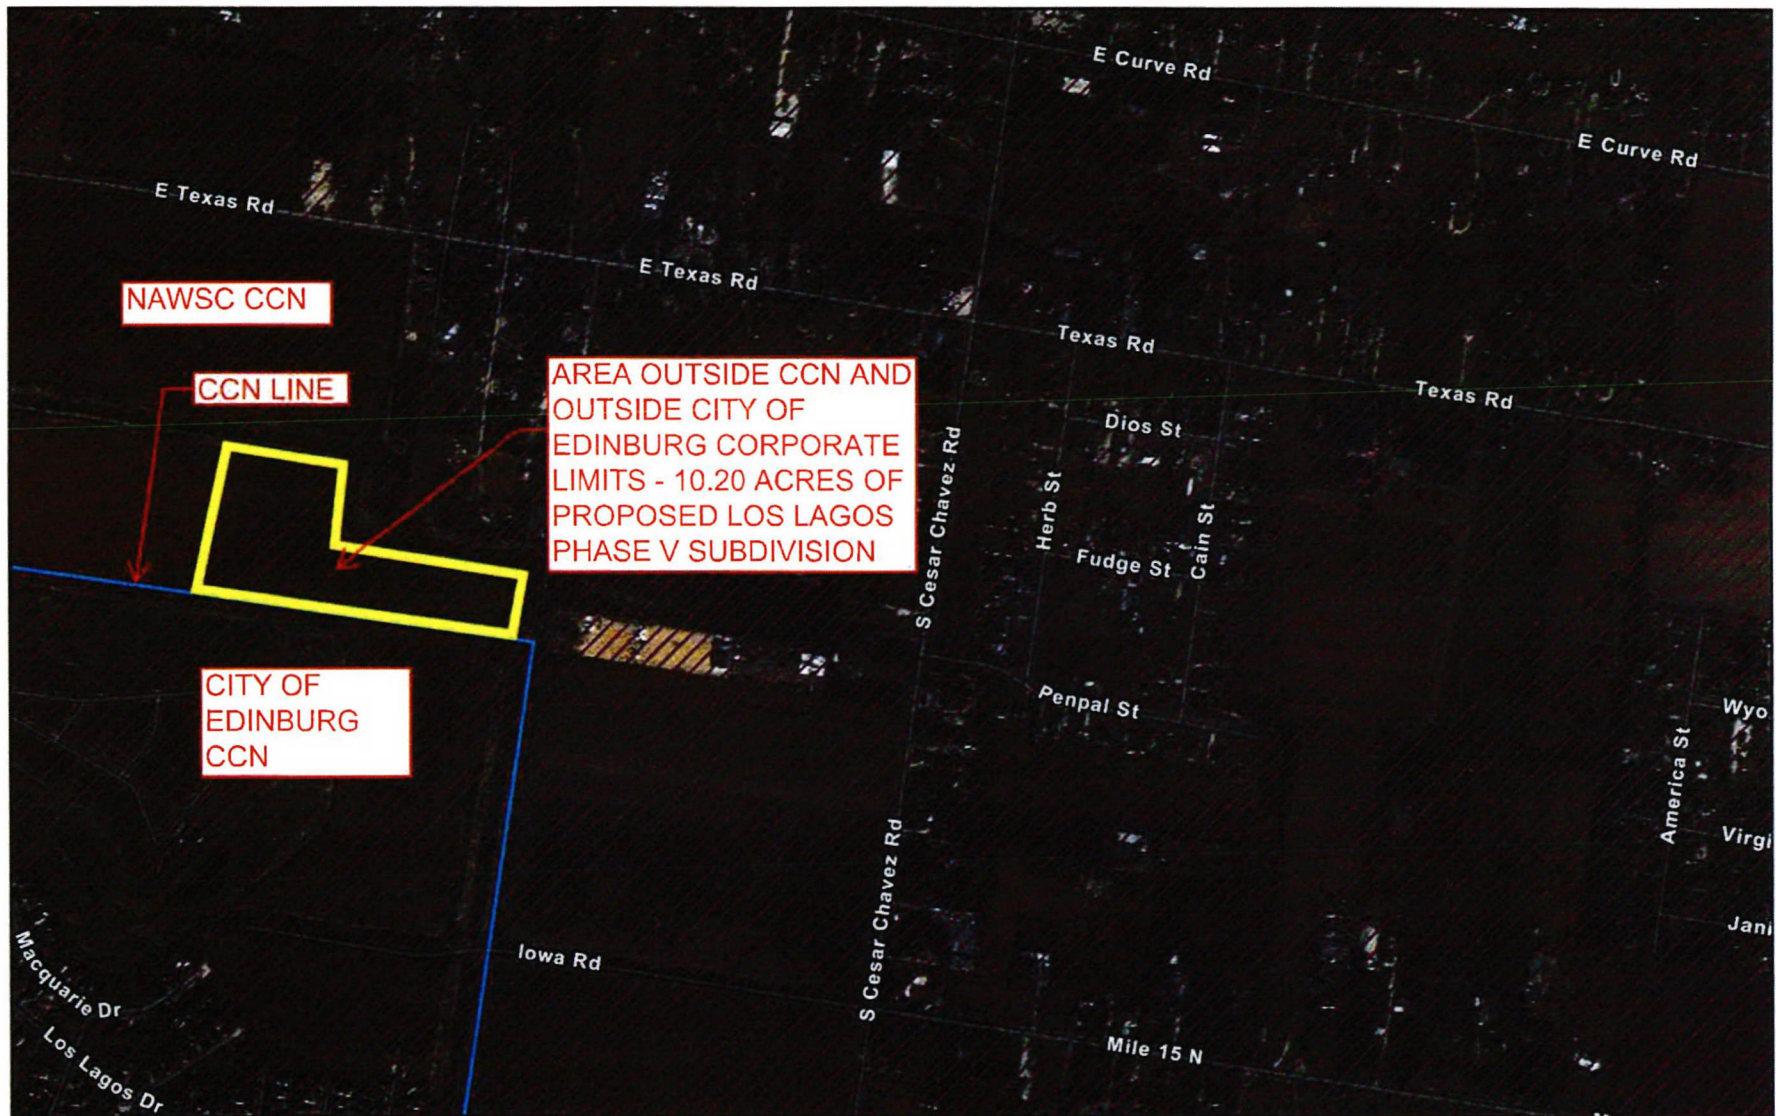 E Curve Rd
E Curve Rd
E Texas Rd
E Texas Rd
NAWSC CCN
Texas Rd
CCN LINE
AREA OUTSIDE CCN AND
OUTSIDE CITY OF
EDINBURG CORPORATE
LIMITS - 10.20 ACRES OF
PROPOSED LOS LAGOS
PHASE V SUBDIVISION
Texas Rd
Dios St
S Cesar Chavez Rd
Herb St
Cain St
Fudge St
CITY OF
EDINBURG
CCN
Penpal St
Wyo
America St
Virgi
S Cesar Chavez Rd
Jani
Iowa Rd
Macquarie Dr
Mile 15 N
Los Lagos Dr